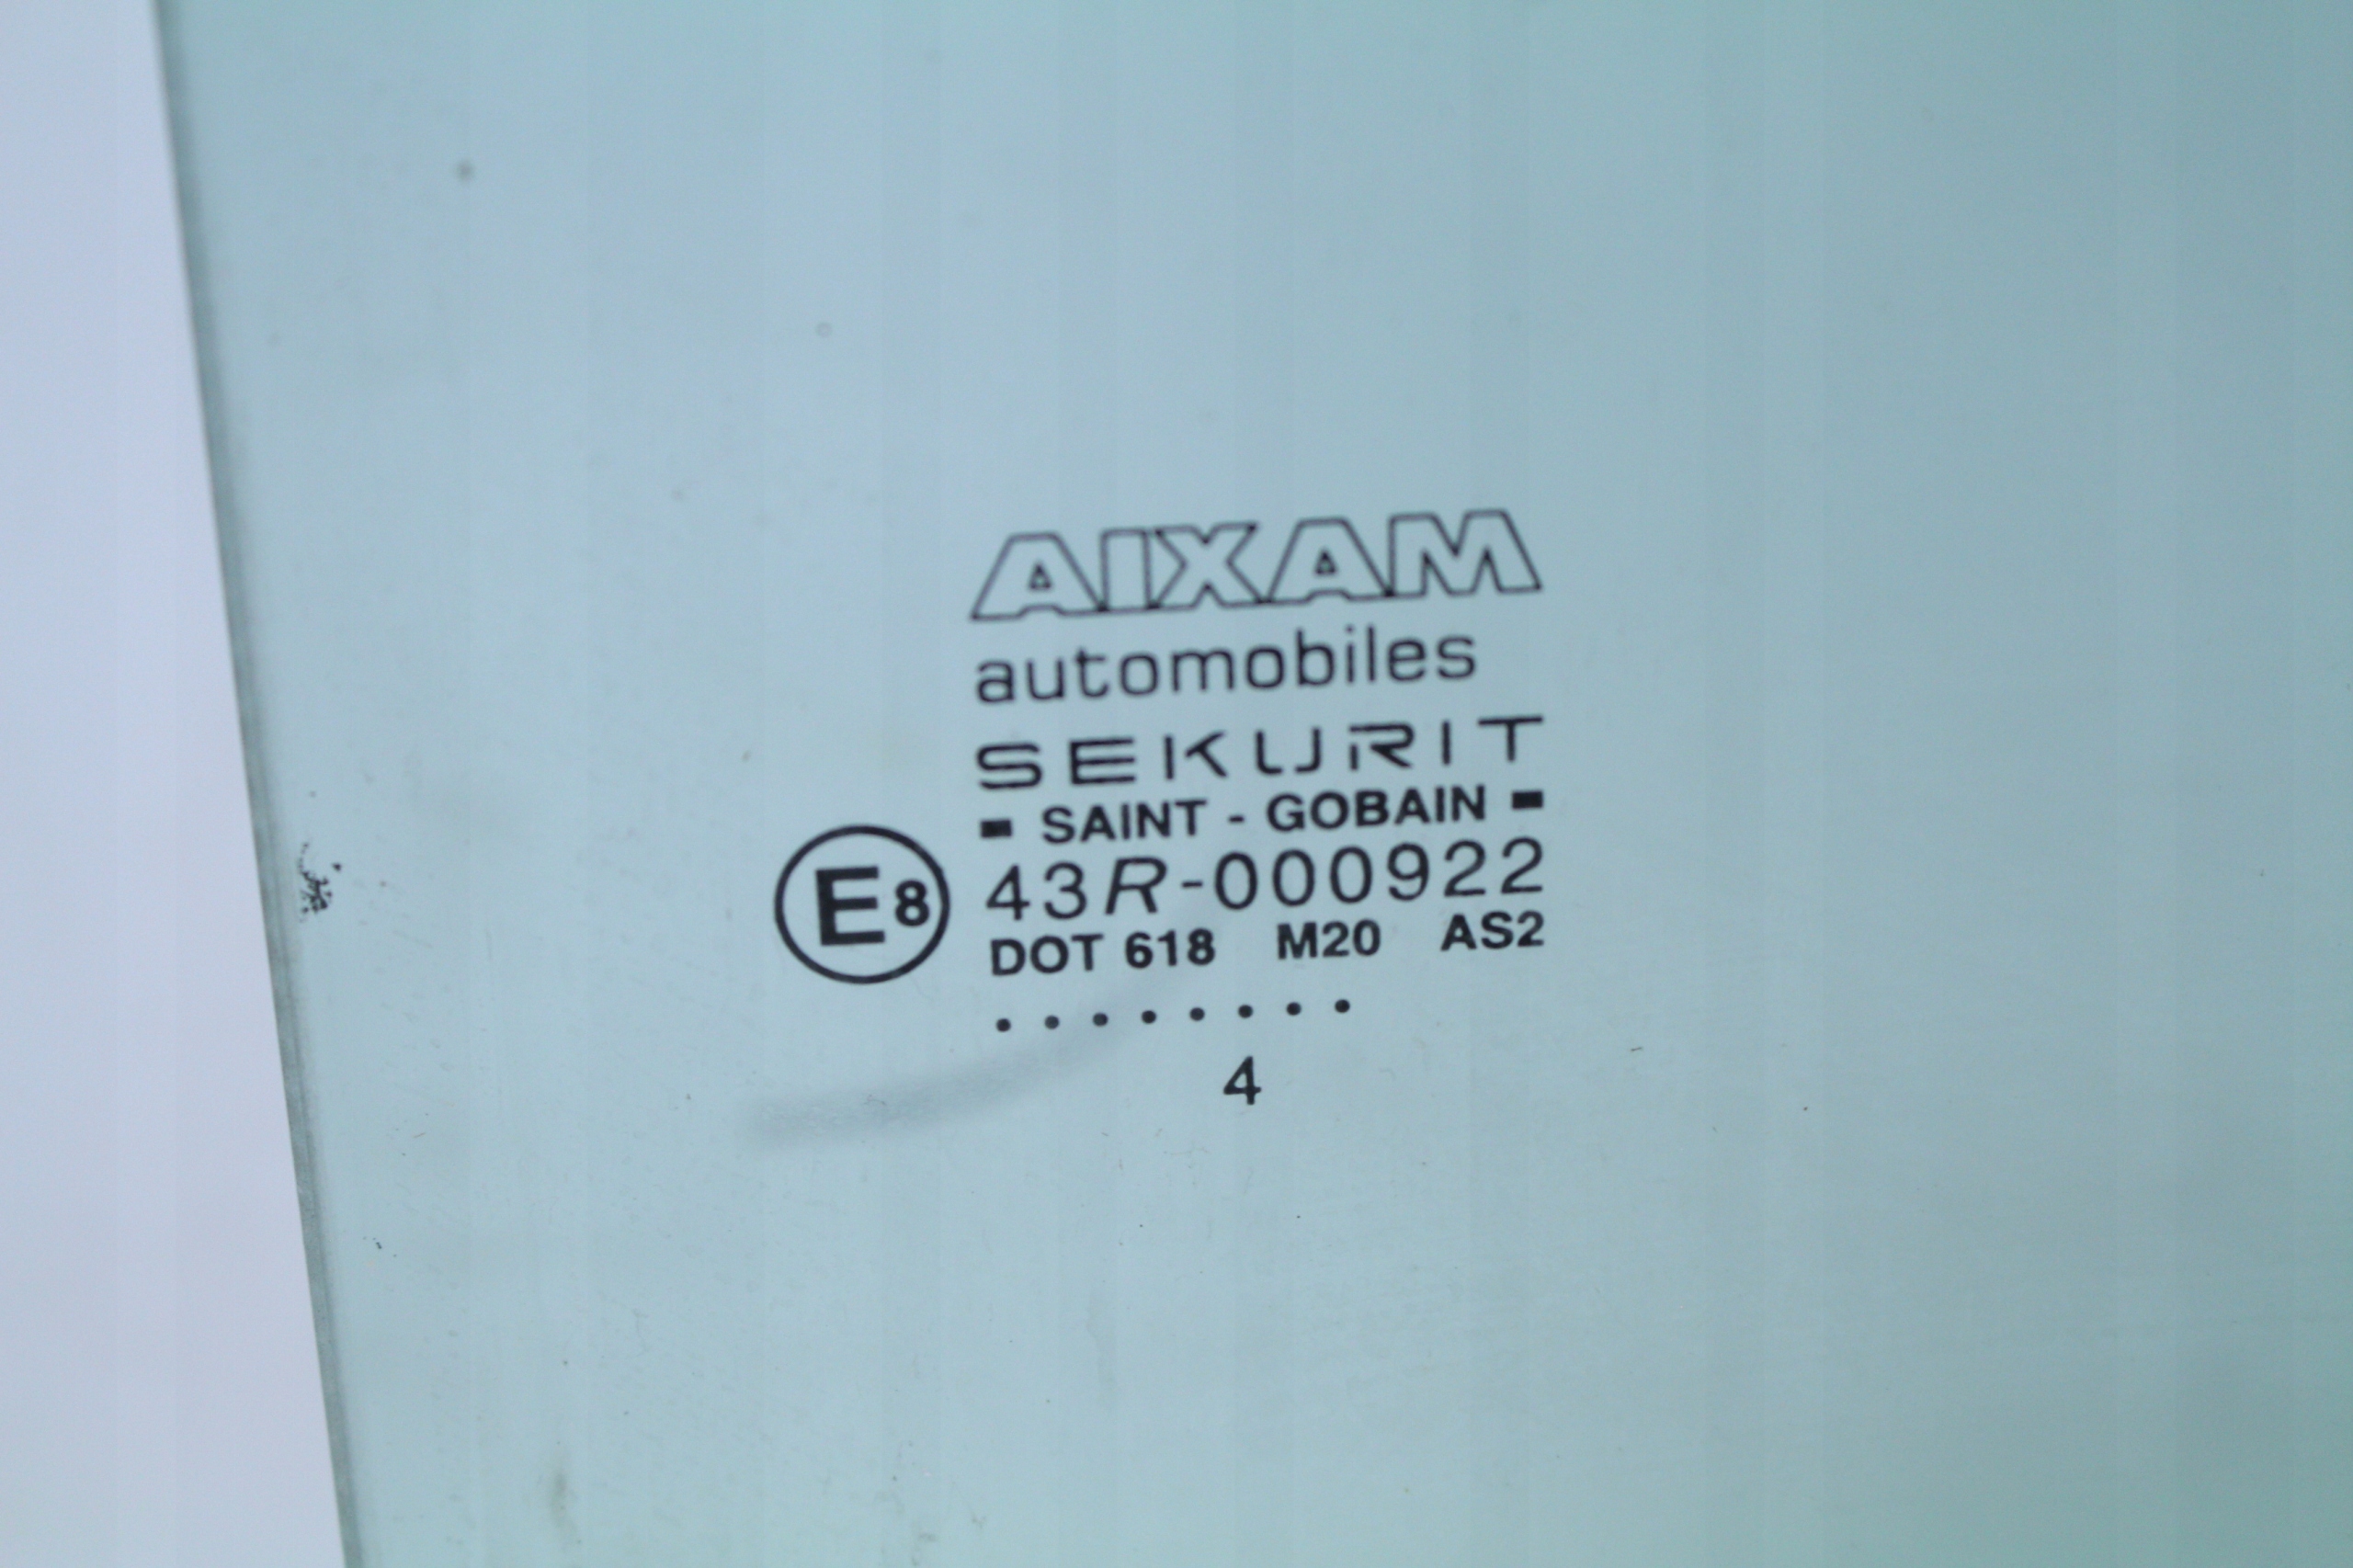 AIXAM
automobiles
SEKURIT
SAINT - GOBAIN
E8 43R-000922
DOT 618 M20 AS2
. . . . . . . .
4